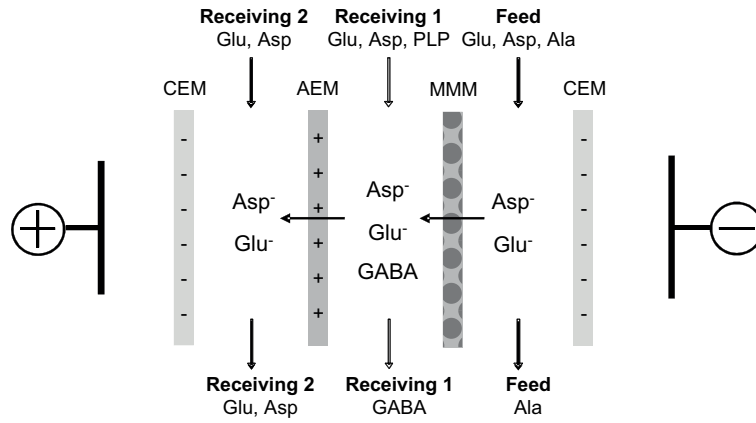 Receiving 2
Glu, Asp
Receiving 1
Glu, Asp, PLP
Feed
Glu, Asp, Ala
CEM
AEM
MMM
CEM
-
-
-
-
-
-
+
+
+
+
+
+
-
-
-
-
-
-
+
Asp-
Glu-
Asp-
Glu-
GABA
Asp-
Glu-
−
Receiving 2
Glu, Asp
Receiving 1
GABA
Feed
Ala